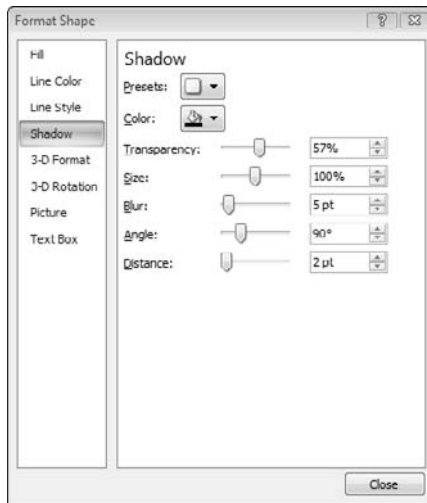 Format Shape
Fill
Line Color
Line Style
Shadow
3-D Format
3-D Rotation
Picture
Text Box
Shadow
Presets:
Color:
Transparency: 57%
Size: 100%
Blur: 5 pt
Angle: 90°
Distance: 2 pt
Close